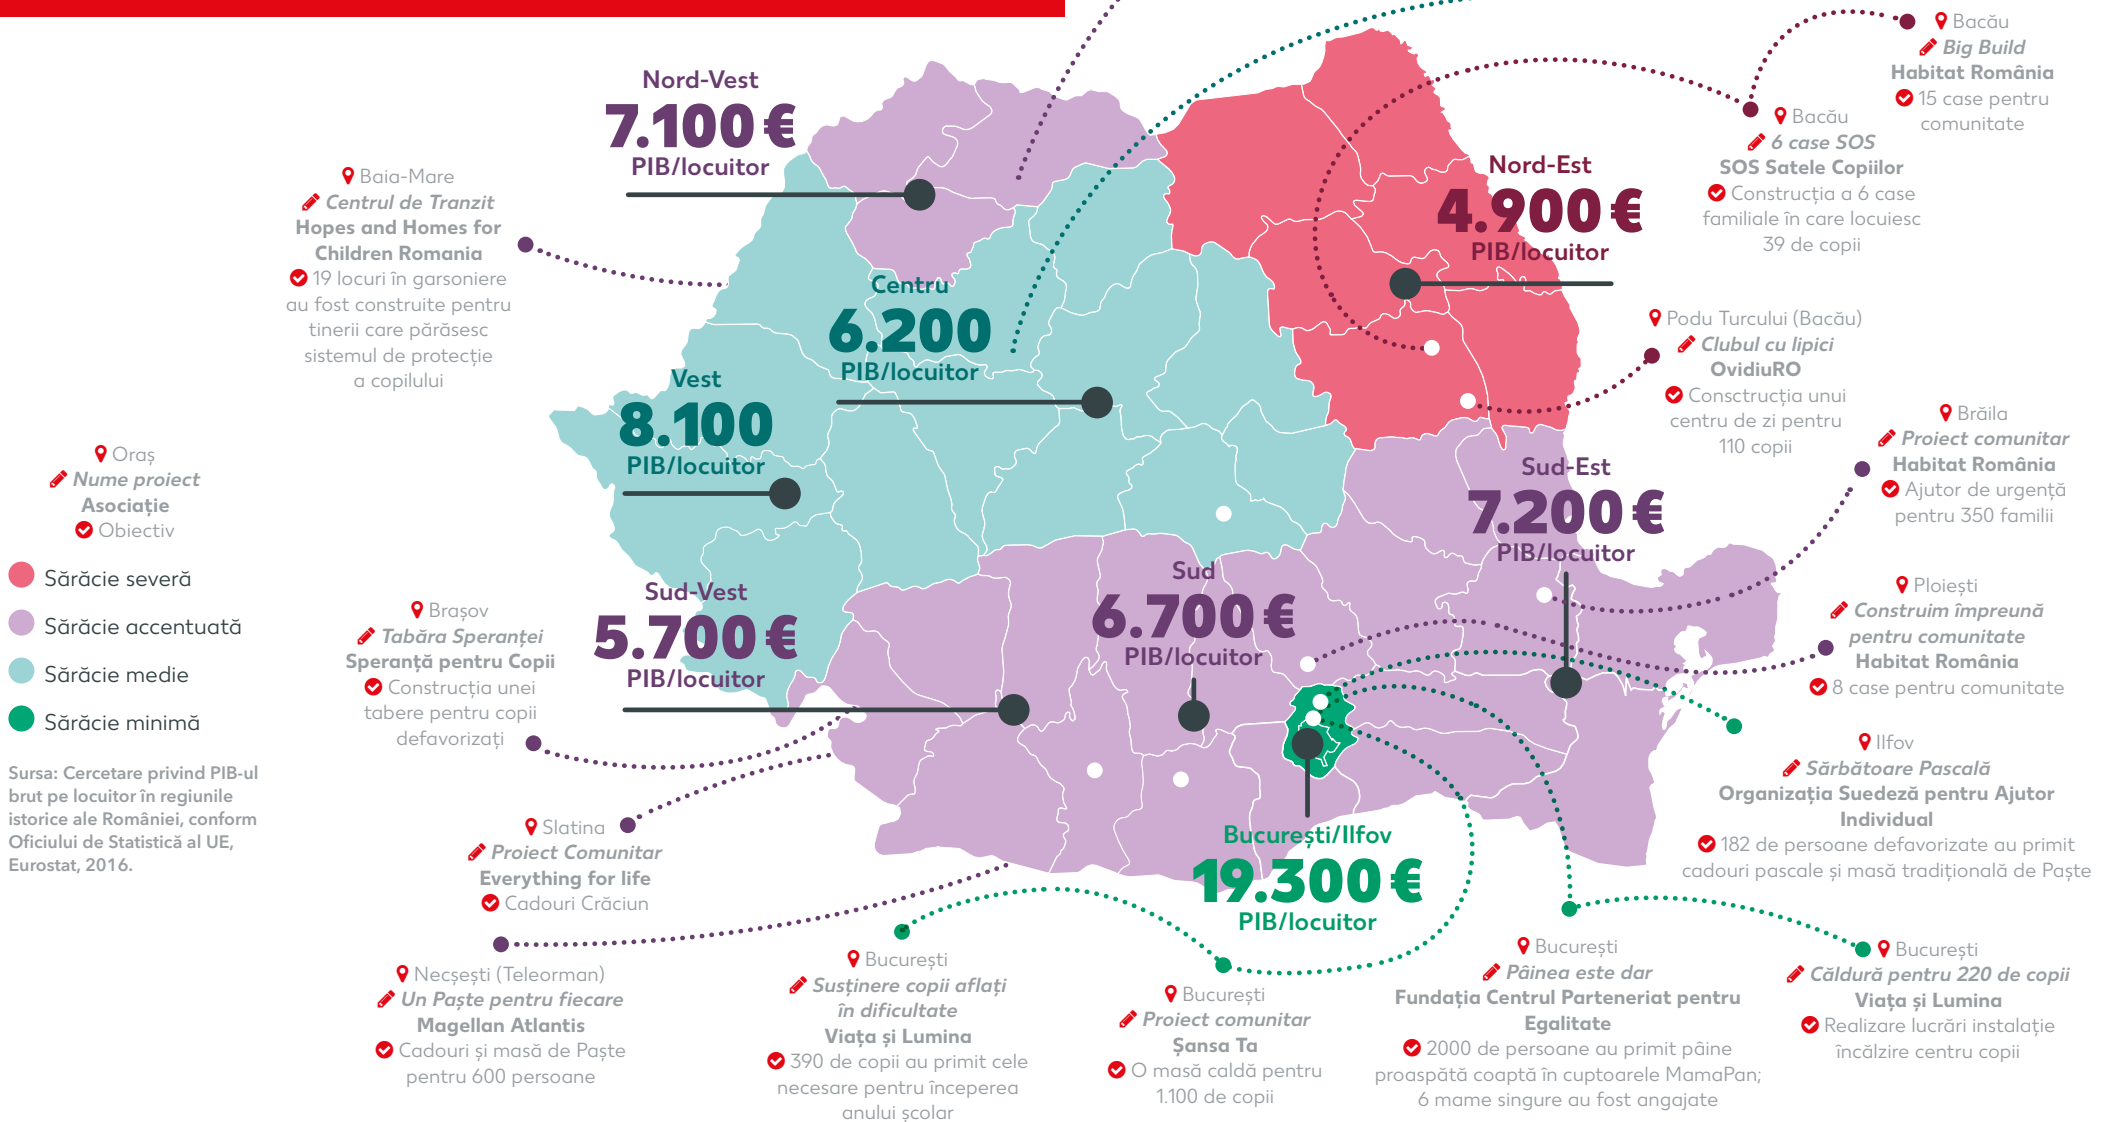 Nord-Vest
7.100 €
PIB/locuitor
Centru
6.200
PIB/locuitor
Vest
8.100
PIB/locuitor
Nord-Est
4.900 €
PIB/locuitor
Sud-Est
7.200 €
PIB/locuitor
Sud-Vest
5.700 €
PIB/locuitor
Sud
6.700 €
PIB/locuitor
București/Ilfov
19.300 €
PIB/locuitor
Bacău
Big Build
Habitat România
15 case pentru
comunitate
Bacău
6 case SOS
SOS Satele Copiilor
Construcția a 6 case
familiale în care locuiesc
39 de copii
Podu Turcului (Bacău)
Clubul cu lipici
OvidiuRO
Consctrucția unui
centru de zi pentru
110 copii
Brăila
Proiect comunitar
Habitat România
Ajutor de urgență
pentru 350 familii
Ploiești
Construim împreună
pentru comunitate
Habitat România
8 case pentru comunitate
Ilfov
Sărbătoare Pascală
Organizația Suedeză pentru Ajutor
Individual
182 de persoane defavorizate au primit
cadouri pascale și masă tradițională de Paște
Baia-Mare
Centrul de Tranzit
Hopes and Homes for
Children Romania
19 locuri în garsoniere
au fost construite pentru
tinerii care părăsesc
sistemul de protecție
a copilului
Oraș
Nume proiect
Asociație
Obiectiv
Sărăcie severă
Sărăcie accentuată
Sărăcie medie
Sărăcie minimă
Sursa: Cercetare privind PIB-ul
brut pe locuitor în regiunile
istorice ale României, conform
Oficiului de Statistică al UE,
Eurostat, 2016.
Brașov
Tabăra Speranței
Speranță pentru Copii
Construcția unei
tabere pentru copii
defavorizați
Slatina
Proiect Comunitar
Everything for life
Cadouri Crăciun
Necșești (Teleorman)
Un Paște pentru fiecare
Magellan Atlantis
Cadouri și masă de Paște
pentru 600 persoane
București
Susținere copii aflați
în dificultate
Viața și Lumina
390 de copii au primit cele
necesare pentru începerea
anului școlar
București
Proiect comunitar
Șansa Ta
O masă caldă pentru
1.100 de copii
București
Pâinea este dar
Fundația Centrul Parteneriat pentru
Egalitate
2000 de persoane au primit pâine
proaspătă coaptă în cuptoarele MamaPan;
6 mame singure au fost angajate
București
Căldură pentru 220 de copii
Viața și Lumina
Realizare lucrări instalație
încălzire centru copii